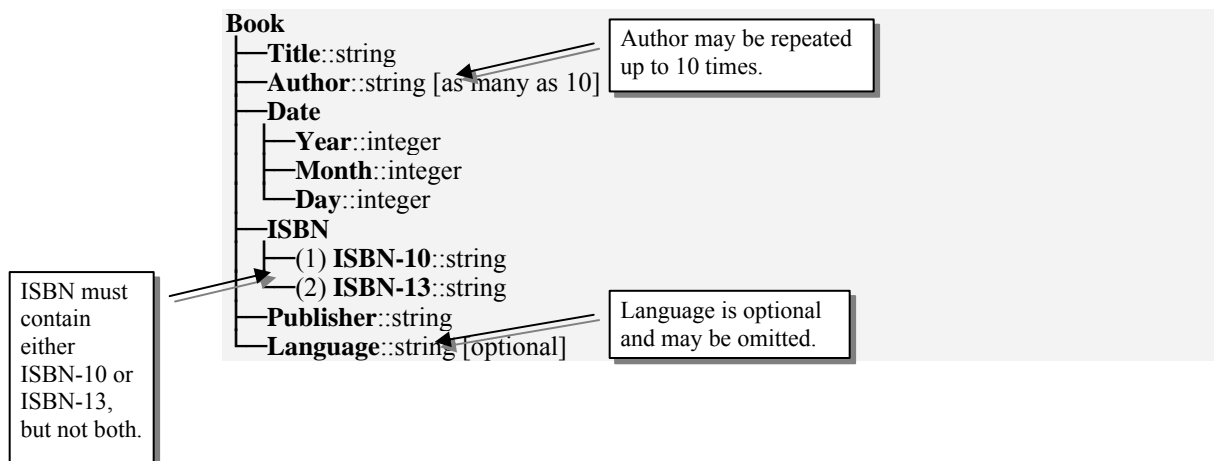 Book
Title::string
Author::string [as many as 10]
Date
Year::integer
Month::integer
Day::integer
ISBN
(1) ISBN-10::string
(2) ISBN-13::string
Publisher::string
Language::string [optional]
Author may be repeated
up to 10 times.
ISBN must
contain
either
ISBN-10 or
ISBN-13,
but not both.
Language is optional
and may be omitted.